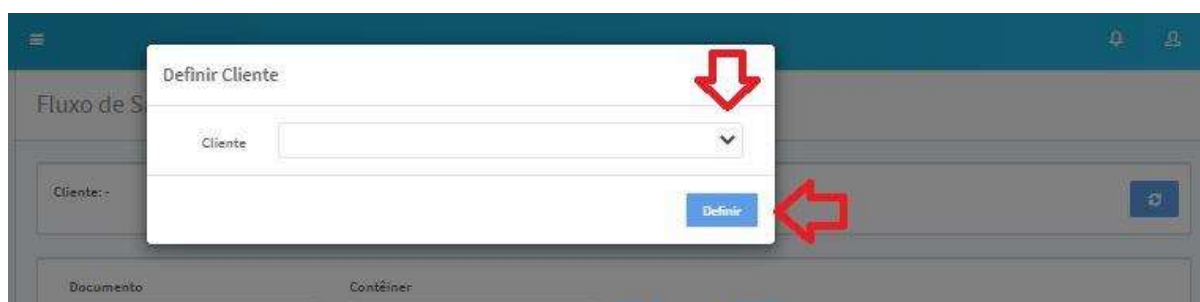 Definir Cliente
Fluxo de S
Cliente
Cliente: -
Definir
Documento Contêiner